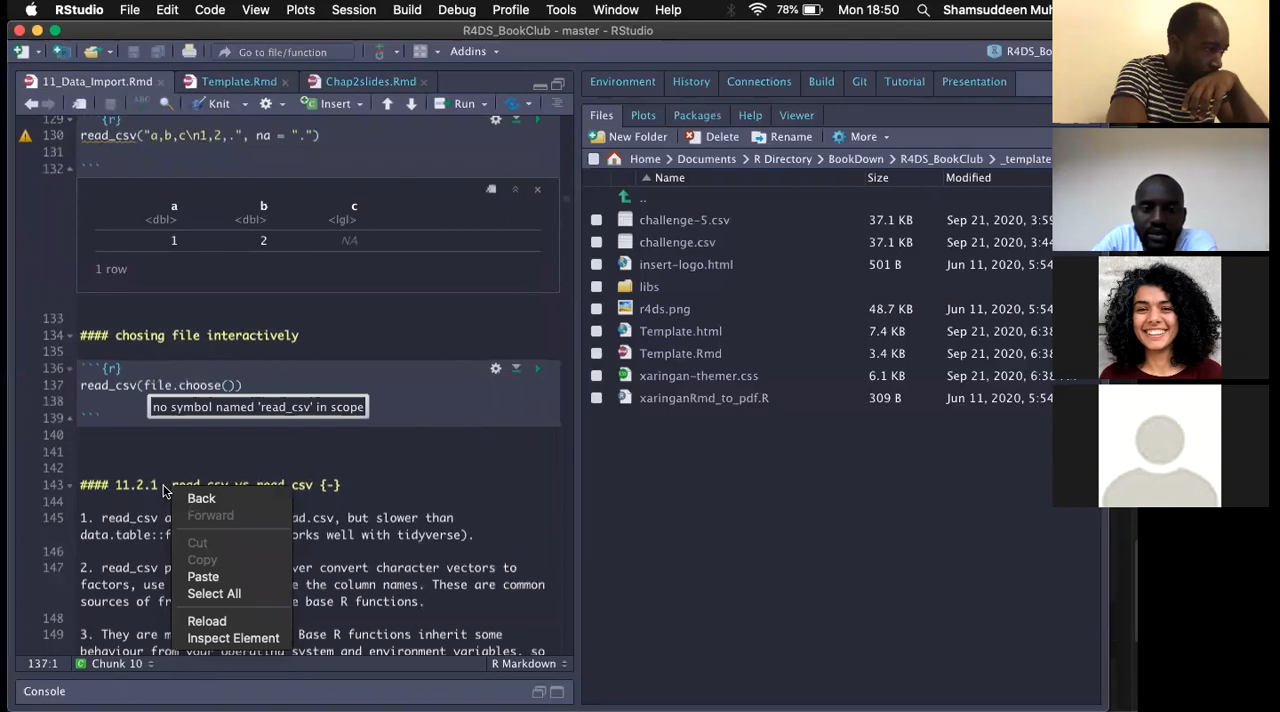 RStudio File Edit Code View Plots Session Build Debug Profile Tools Window Help 78% Mon 18:50 Shamsuddeen Muh
R4DS_BookClub - master - RStudio
Go to file/function Addins R4DS_Bo
11_Data_Import.Rmd Template.Rmd Chap2slides.Rmd
Knit Insert Run
129 ```{r}
130 read_csv("a,b,c\n1,2,.", na = ".")
131
132 ```
a b c
<dbl> <dbl> <lgl>
1 2 NA
1 row
133
134 #### chosing file interactively
135
136 ```{r}
137 read_csv(file.choose())
138 no symbol named 'read_csv' in scope
139 ```
140
141
142
143 #### 11.2.1 read_csv vs read_csv {-}
144
145 1. read_csv a ad.csv, but slower than
data.table::f orks well with tidyverse).
146
147 2. read_csv p ver convert character vectors to
factors, use e the column names. These are common
sources of fr e base R functions.
148
149 3. They are m Base R functions inherit some
behaviour from your operating system and environment variables, so
Back
Forward
Cut
Copy
Paste
Select All
Reload
Inspect Element
137:1 Chunk 10 R Markdown
Console
Environment History Connections Build Git Tutorial Presentation
Files Plots Packages Help Viewer
New Folder Delete Rename More
Home Documents R Directory BookDown R4DS_BookClub _template
Name Size Modified
..
challenge-5.csv 37.1 KB Sep 21, 2020, 3:59
challenge.csv 37.1 KB Sep 21, 2020, 3:44
insert-logo.html 501 B Jun 11, 2020, 5:54
libs
r4ds.png 48.7 KB Jun 11, 2020, 5:54
Template.html 7.4 KB Sep 21, 2020, 6:38
Template.Rmd 3.4 KB Sep 21, 2020, 6:38
xaringan-themer.css 6.1 KB Sep 21, 2020, 6:38
xaringanRmd_to_pdf.R 309 B Jun 11, 2020, 5:54